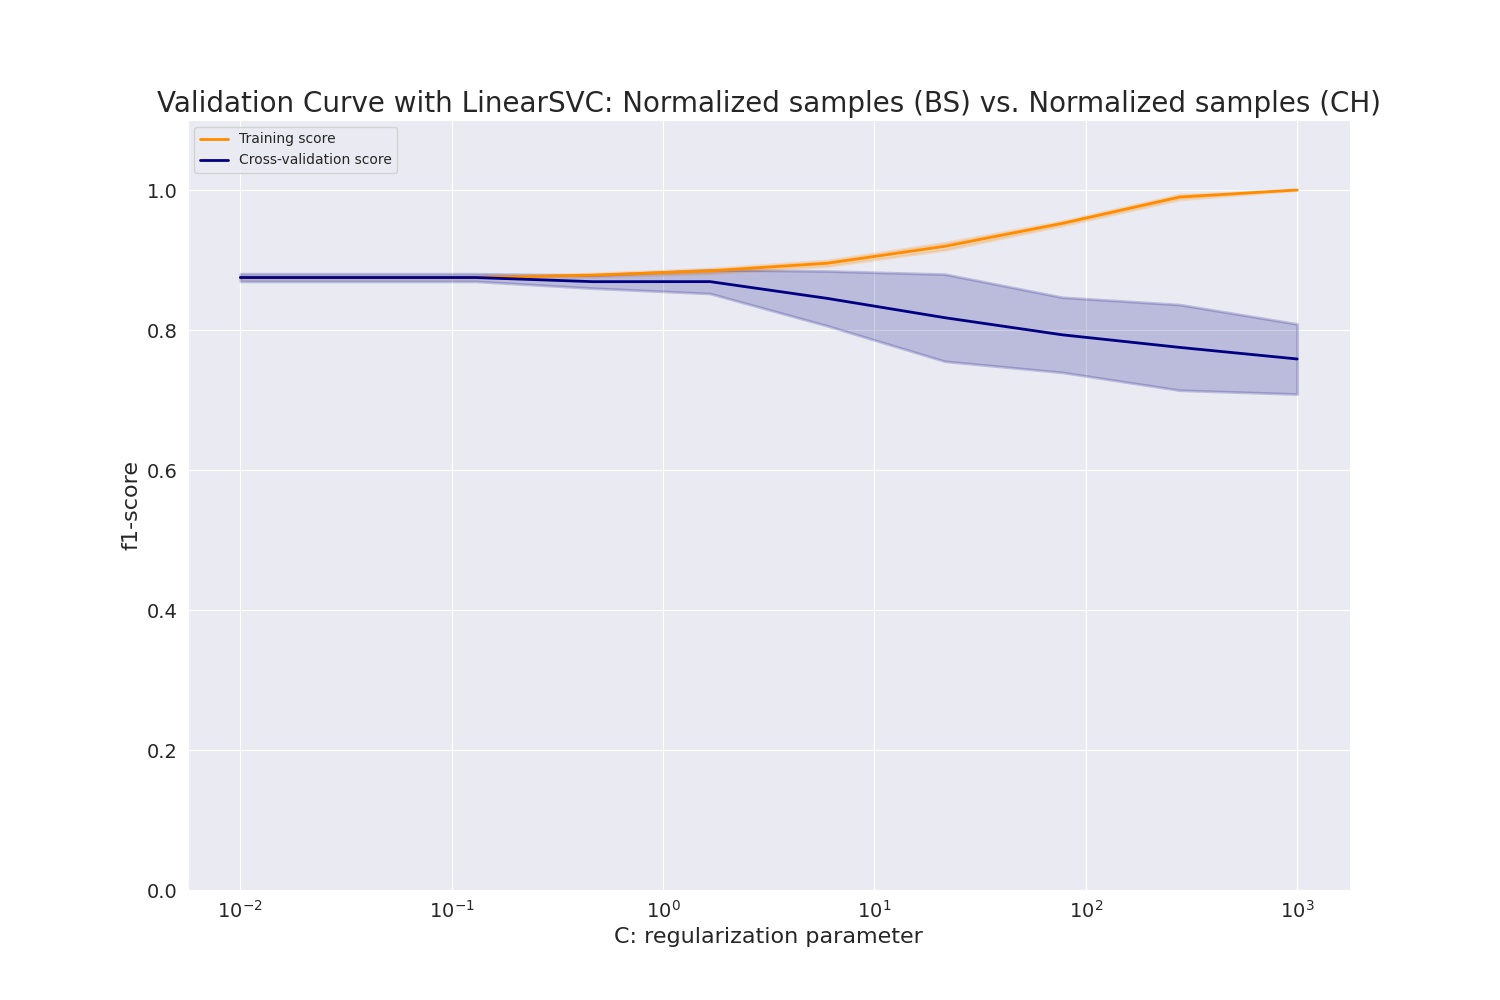 Validation Curve with LinearSVC: Normalized samples (BS) vs. Normalized samples (CH)
Training score
Cross-validation score
1.0
0.8
0.6
0.4
0.2
0.0
f1-score
10⁻² 10⁻¹ 10⁰ 10¹ 10² 10³
C: regularization parameter